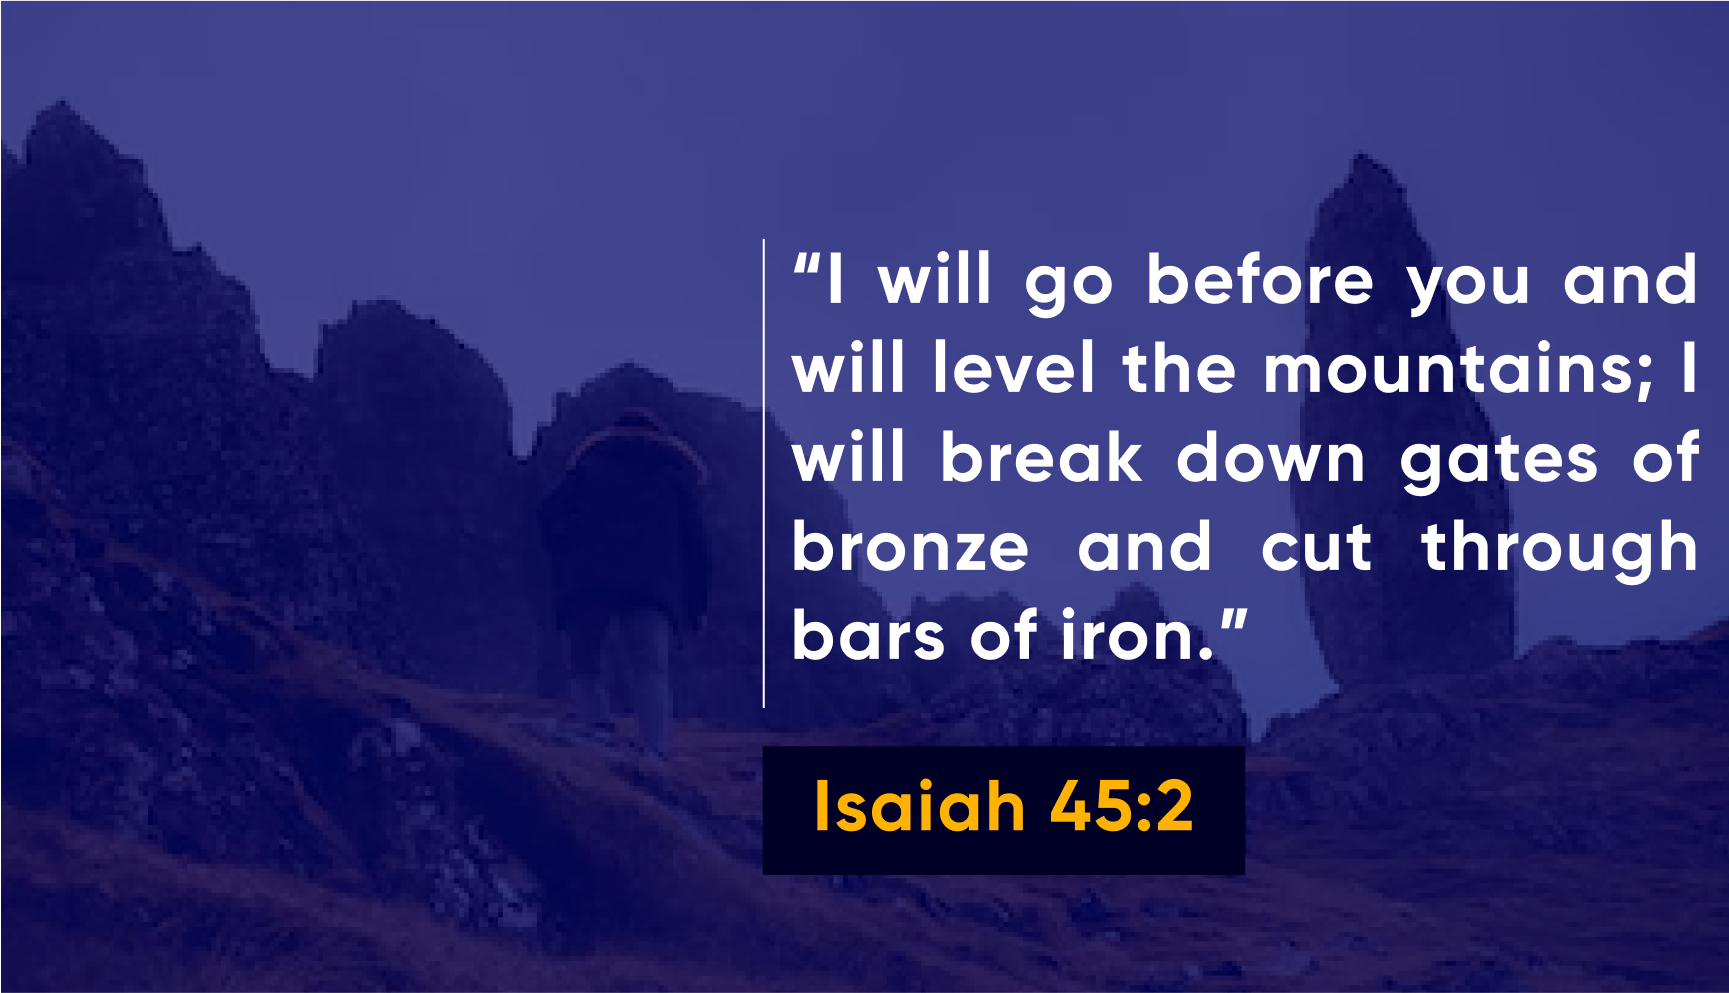 “I will go before you and
will level the mountains; I
will break down gates of
bronze and cut through
bars of iron.”
Isaiah 45:2